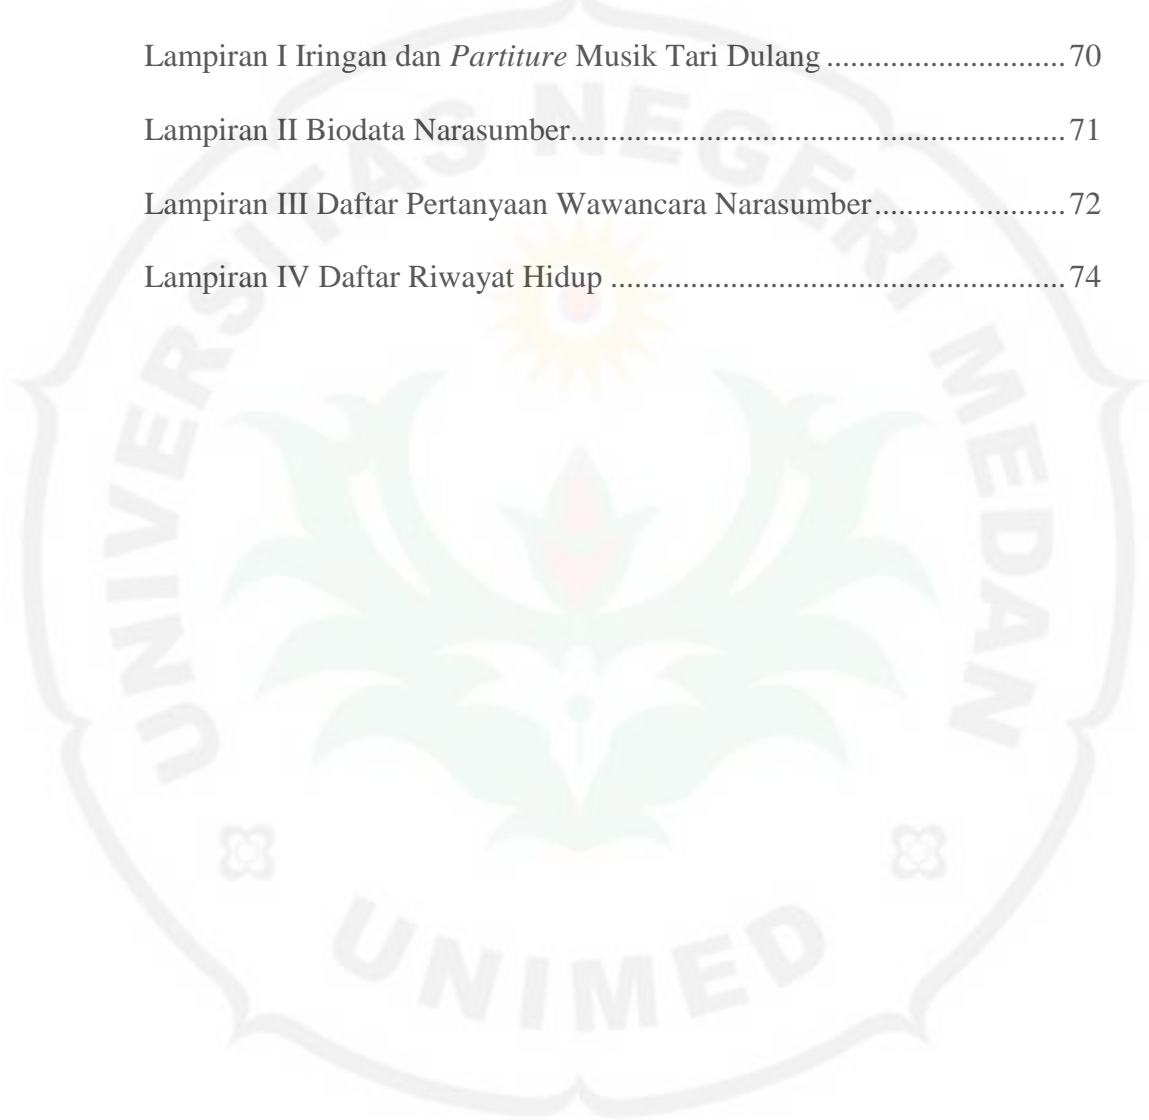 Lampiran I Iringan dan Partiture Musik Tari Dulang ..............................70
Lampiran II Biodata Narasumber..............................................................71
Lampiran III Daftar Pertanyaan Wawancara Narasumber........................72
Lampiran IV Daftar Riwayat Hidup .........................................................74
UNIVERSITAS NEGERI MEDAN
UNIMED